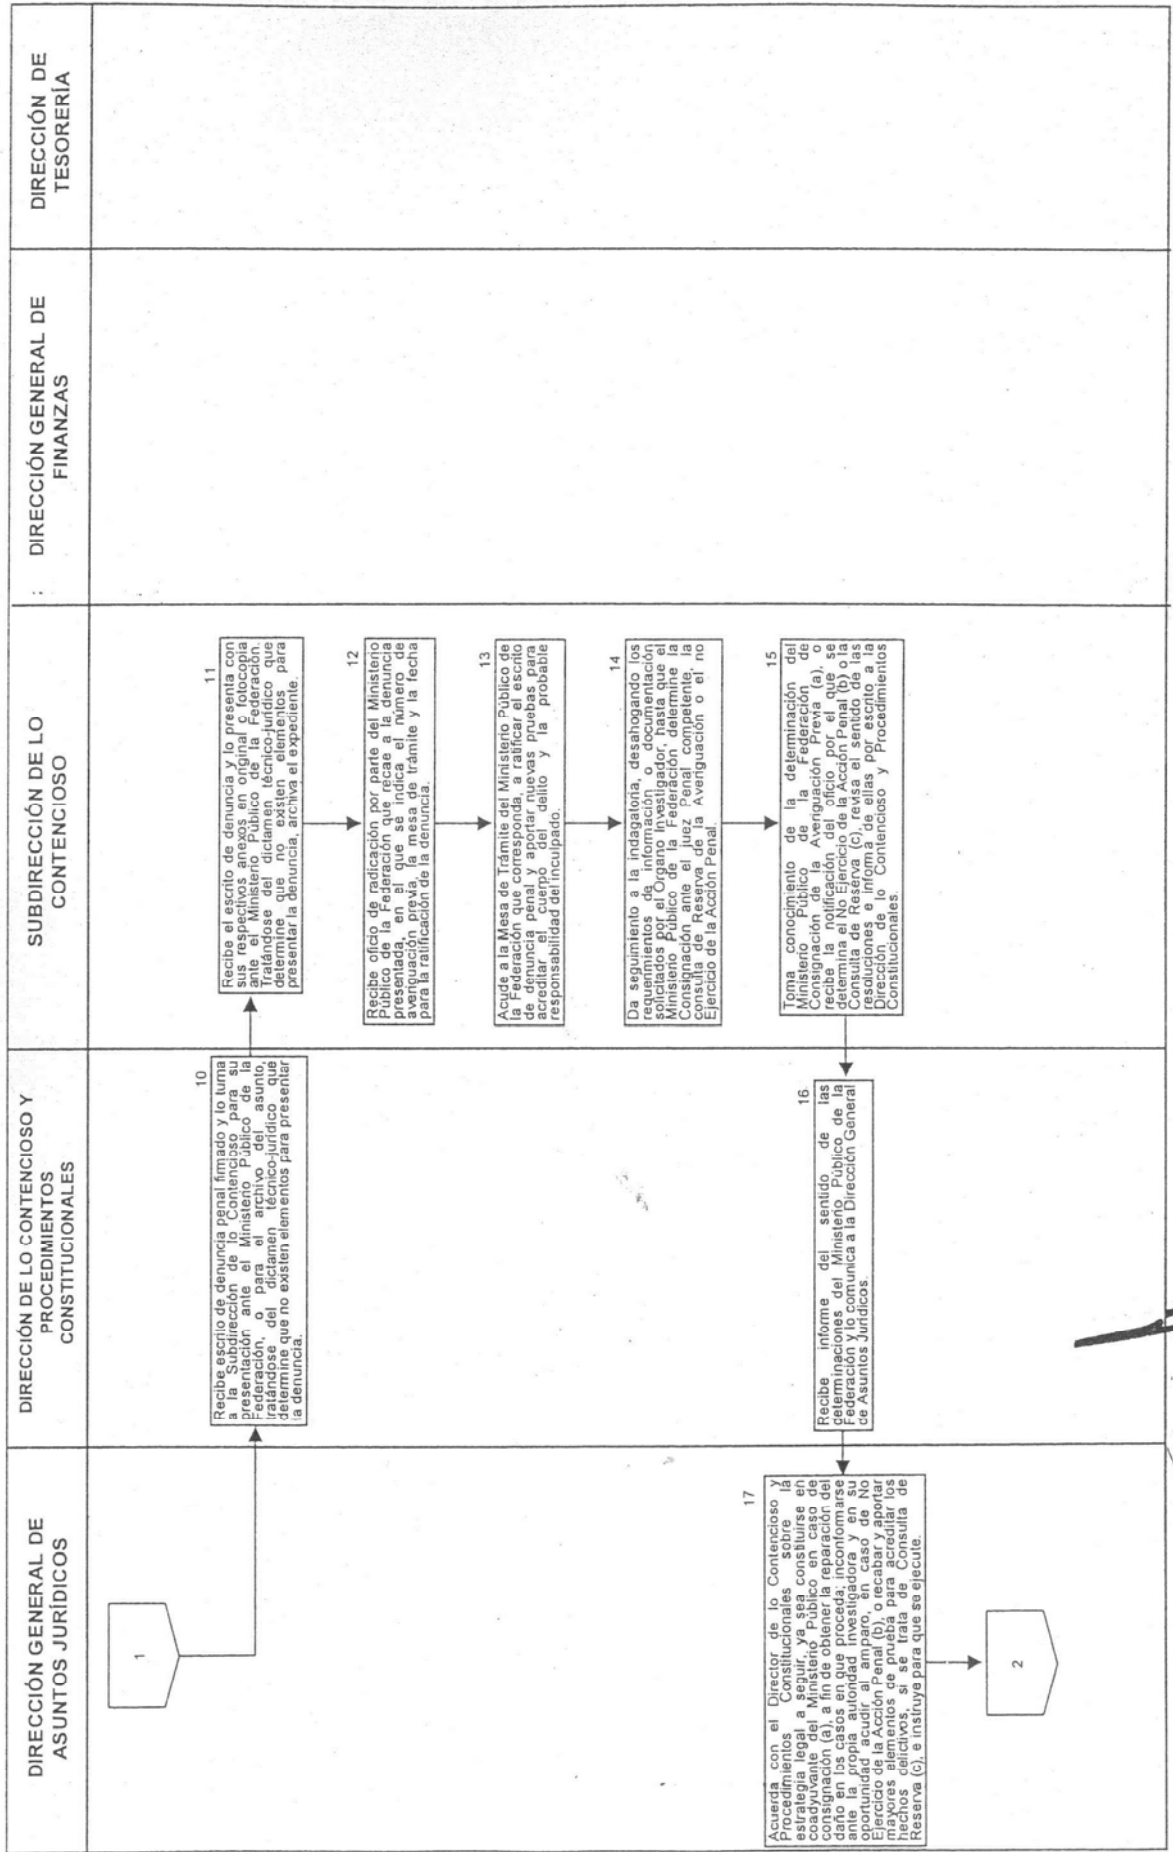 DIRECCIÓN GENERAL DE
ASUNTOS JURÍDICOS
DIRECCIÓN DE LO CONTENCIOSO Y
PROCEDIMIENTOS
CONSTITUCIONALES
SUBDIRECCIÓN DE LO
CONTENCIOSO
: DIRECCIÓN GENERAL DE
FINANZAS
DIRECCIÓN DE
TESORERÍA
1
10
Recibe escrito de denuncia penal firmado y lo turna
a la Subdirección de lo Contencioso para su
presentación ante el Ministerio Público de la
Federación, o para el archivo del asunto,
tratándose del dictamen técnico-jurídico que
determine que no existen elementos para presentar
la denuncia.
11
Recibe el escrito de denuncia y lo presenta con
sus respectivos anexos en original o fotocopia
ante el Ministerio Público de la Federación.
Tratándose del dictamen técnico-jurídico que
determine que no existen elementos para
presentar la denuncia, archiva el expediente.
12
Recibe oficio de radicación por parte del Ministerio
Público de la Federación que recae a la denuncia
presentada, en el que se indica el número de
averiguación previa, la mesa de trámite y la fecha
para la ratificación de la denuncia.
13
Acude a la Mesa de Trámite del Ministerio Público de
la Federación que corresponda, a ratificar el escrito
de denuncia penal y aportar nuevas pruebas para
acreditar el cuerpo del delito y la probable
responsabilidad del inculpado.
14
Da seguimiento a la indagatoria, desahogando los
requerimientos de información o documentación
solicitados por el Órgano Investigador, hasta que el
Ministerio Público de la Federación determine la
Consignación ante el juez Penal competente, la
consulta de Reserva de la Averiguación o el no
Ejercicio de la Acción Penal.
15
Toma conocimiento de la determinación del
Ministerio Público de la Federación de
Consignación de la Averiguación Previa (a), o
recibe la notificación del oficio por el que se
determina el No Ejercicio de la Acción Penal (b) o la
Consulta de Reserva (c), revisa el sentido de las
resoluciones e informa de ellas por escrito a la
Dirección de lo Contencioso y Procedimientos
Constitucionales.
16
Recibe informe del sentido de las
determinaciones del Ministerio Público de la
Federación y lo comunica a la Dirección General
de Asuntos Jurídicos.
17
Acuerda con el Director de lo Contencioso y
Procedimientos Constitucionales sobre la
estrategia legal a seguir, ya sea constituirse en
coadyuvante del Ministerio Público en caso de
consignación (a), a fin de obtener la reparación del
daño en los casos en que proceda; inconformarse
ante la propia autoridad investigadora y en su
oportunidad acudir al amparo, en caso de No
Ejercicio de la Acción Penal (b), o recabar y aportar
mayores elementos de prueba para acreditar los
hechos delictivos, si se trata de Consulta de
Reserva (c), e instruye para que se ejecute.
2